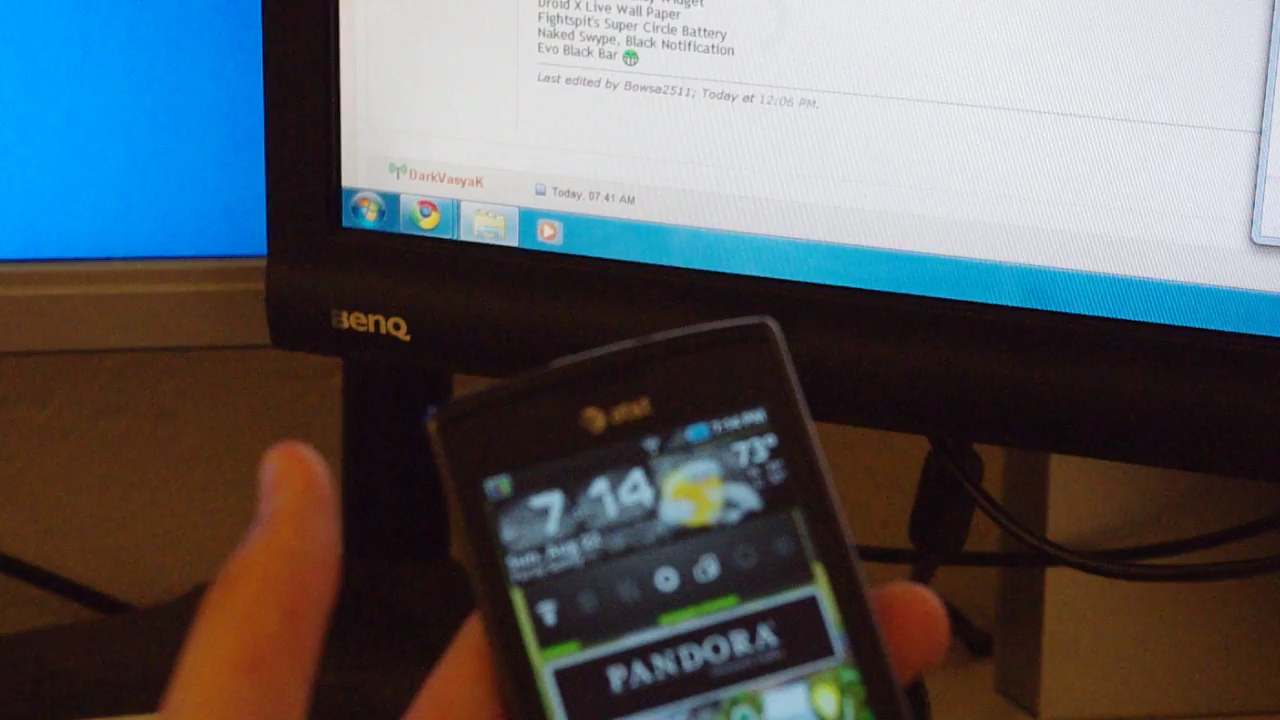 Droid X Live Wall Paper
Fightspit's Super Circle Battery
Naked Swype, Black Notification
Evo Black Bar
Last edited by Bowsa2511; Today at 12:06 PM.
DarkVasyaK
Today, 07:41 AM
BenQ
at&t
73°
7:14
PANDORA